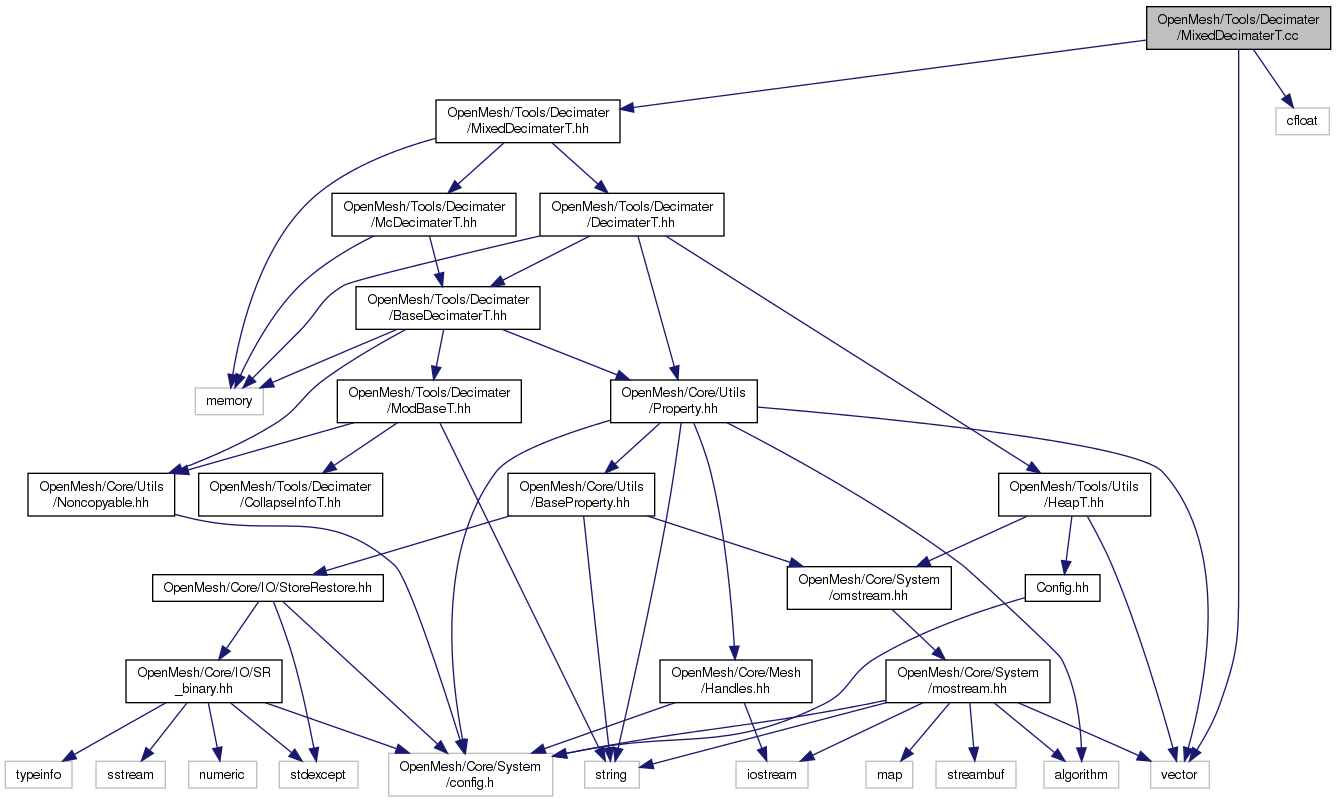 OpenMesh/Tools/Decimater
/MixedDecimaterT.cc
OpenMesh/Tools/Decimater
/MixedDecimaterT.hh
cfloat
OpenMesh/Tools/Decimater
/McDecimaterT.hh
OpenMesh/Tools/Decimater
/DecimaterT.hh
OpenMesh/Tools/Decimater
/BaseDecimaterT.hh
memory
OpenMesh/Tools/Decimater
/ModBaseT.hh
OpenMesh/Core/Utils
/Property.hh
OpenMesh/Core/Utils
/Noncopyable.hh
OpenMesh/Tools/Decimater
/CollapseInfoT.hh
OpenMesh/Core/Utils
/BaseProperty.hh
OpenMesh/Tools/Utils
/HeapT.hh
OpenMesh/Core/IO/StoreRestore.hh
OpenMesh/Core/System
/omstream.hh
Config.hh
OpenMesh/Core/IO/SR
_binary.hh
OpenMesh/Core/Mesh
/Handles.hh
OpenMesh/Core/System
/mostream.hh
typeinfo
sstream
numeric
stdexcept
OpenMesh/Core/System
/config.h
string
iostream
map
streambuf
algorithm
vector